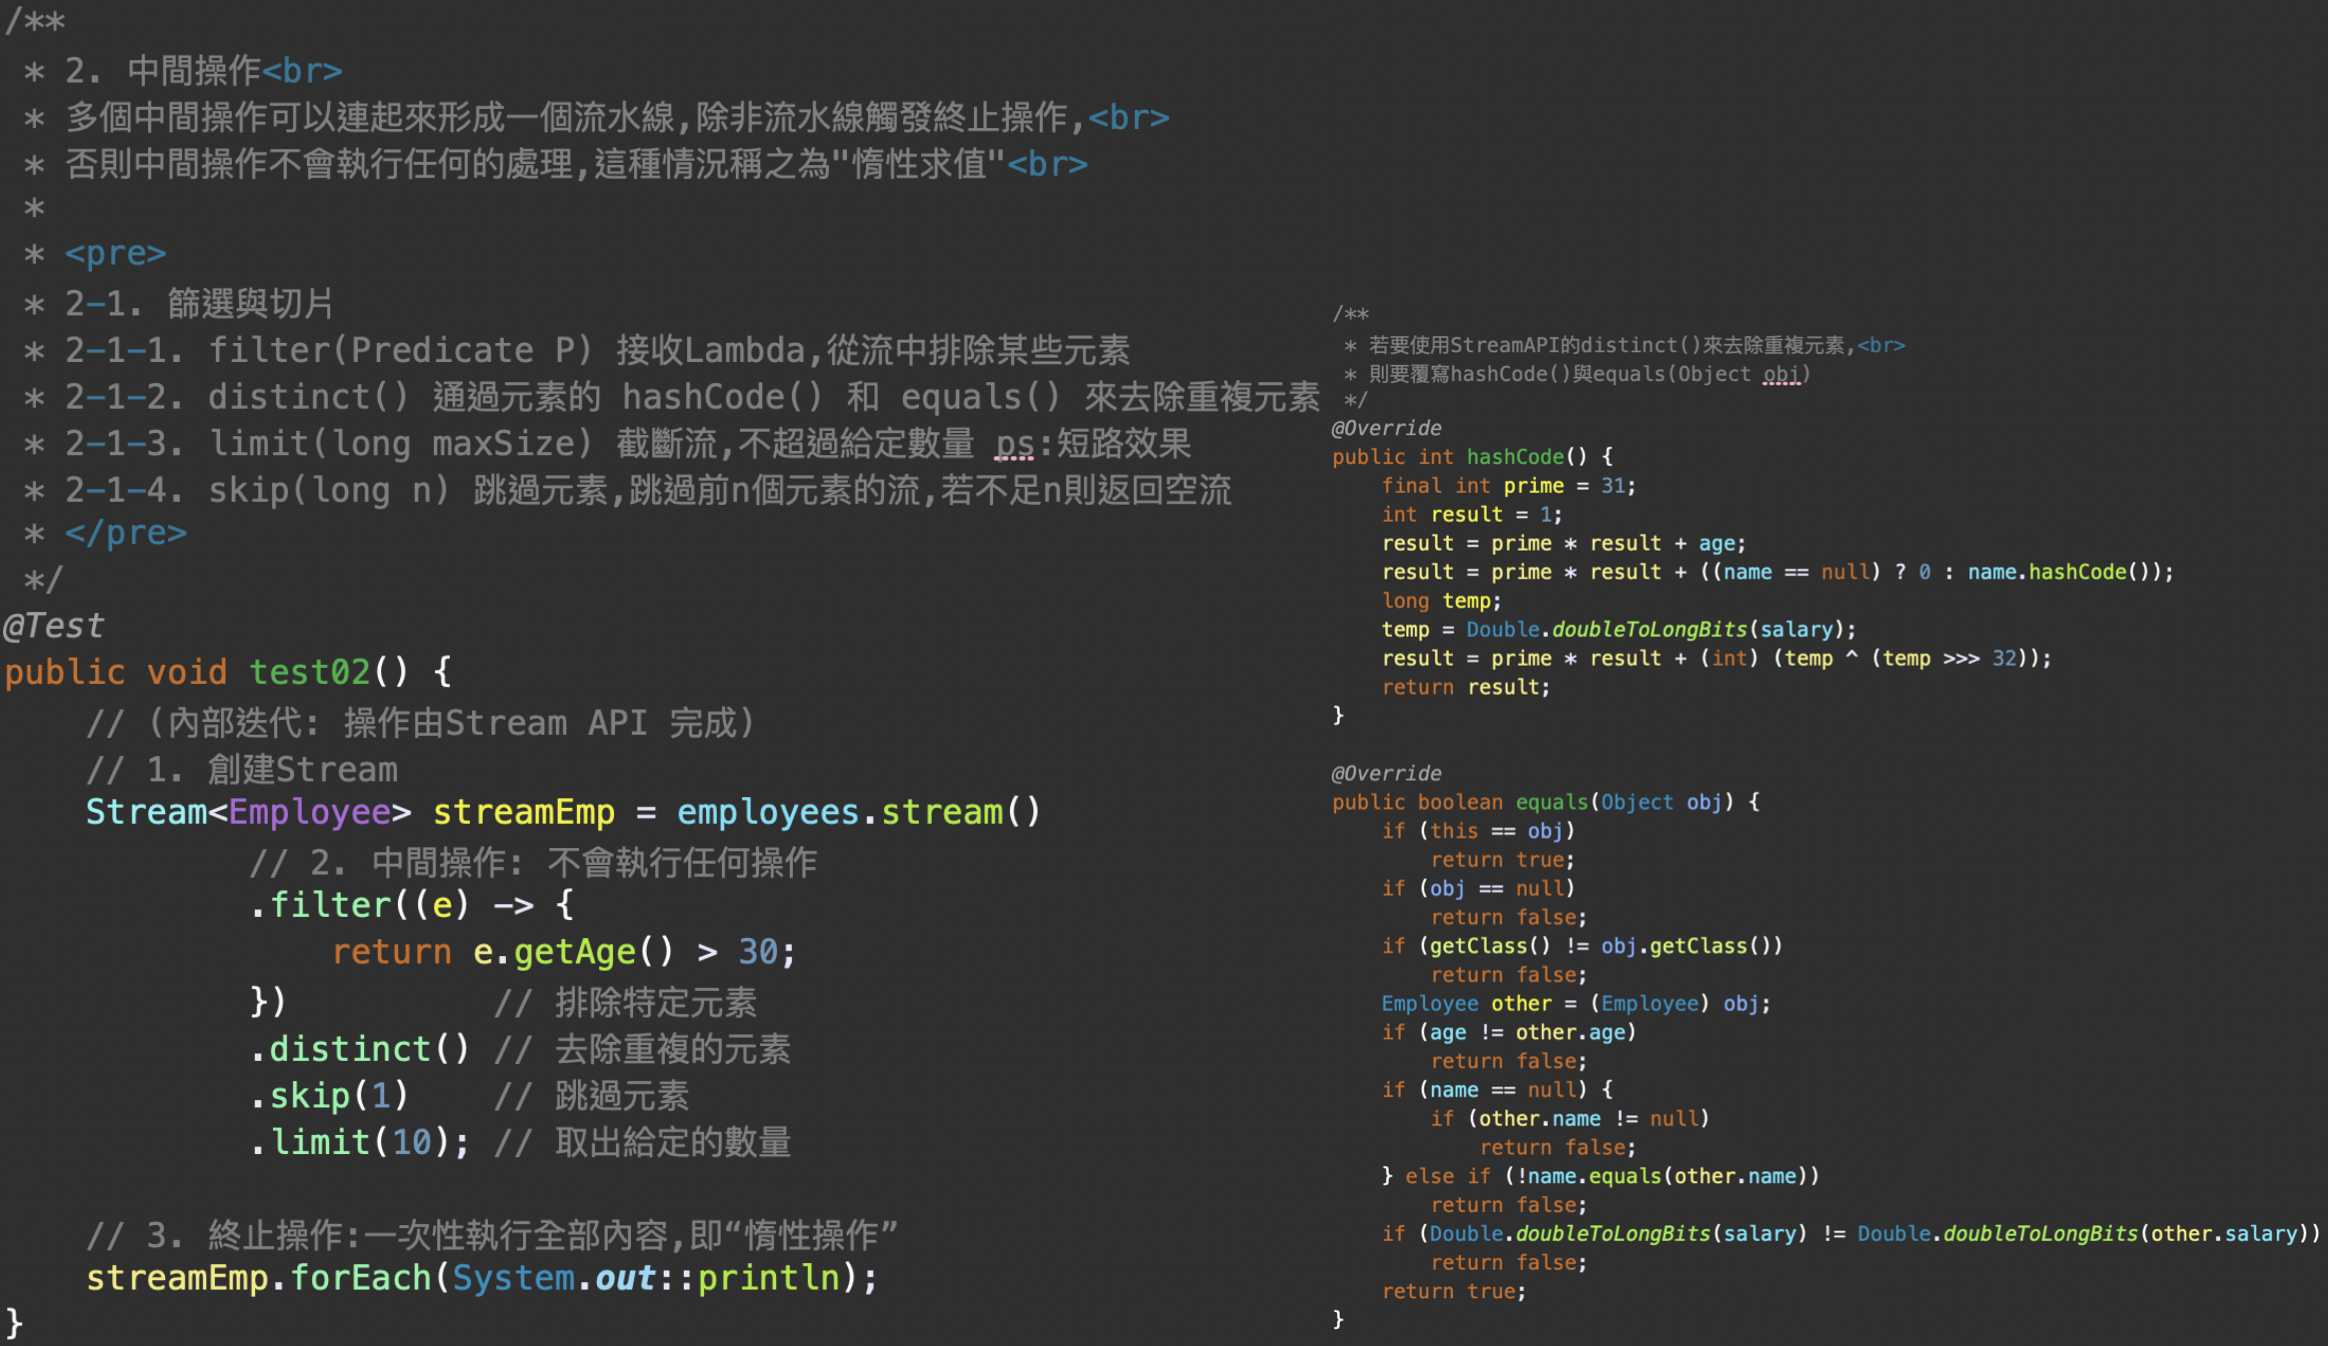 /**
 * 2. 中間操作<br>
 * 多個中間操作可以連起來形成一個流水線,除非流水線觸發終止操作,<br>
 * 否則中間操作不會執行任何的處理,這種情況稱之為"惰性求值"<br>
 *
 * <pre>
 * 2-1. 篩選與切片
 * 2-1-1. filter(Predicate P) 接收Lambda,從流中排除某些元素
 * 2-1-2. distinct() 通過元素的 hashCode() 和 equals() 來去除重複元素
 * 2-1-3. limit(long maxSize) 截斷流,不超過給定數量 ps:短路效果
 * 2-1-4. skip(long n) 跳過元素,跳過前n個元素的流,若不足n則返回空流
 * </pre>
 */
@Test
public void test02() {
    // (內部迭代: 操作由Stream API 完成)
    // 1. 創建Stream
    Stream<Employee> streamEmp = employees.stream()
            // 2. 中間操作: 不會執行任何操作
            .filter((e) -> {
                return e.getAge() > 30;
            })          // 排除特定元素
            .distinct() // 去除重複的元素
            .skip(1)    // 跳過元素
            .limit(10); // 取出給定的數量

    // 3. 終止操作:一次性執行全部內容,即“惰性操作”
    streamEmp.forEach(System.out::println);
}
/**
 * 若要使用StreamAPI的distinct()來去除重複元素,<br>
 * 則要覆寫hashCode()與equals(Object obj)
 */
@Override
public int hashCode() {
    final int prime = 31;
    int result = 1;
    result = prime * result + age;
    result = prime * result + ((name == null) ? 0 : name.hashCode());
    long temp;
    temp = Double.doubleToLongBits(salary);
    result = prime * result + (int) (temp ^ (temp >>> 32));
    return result;
}

@Override
public boolean equals(Object obj) {
    if (this == obj)
        return true;
    if (obj == null)
        return false;
    if (getClass() != obj.getClass())
        return false;
    Employee other = (Employee) obj;
    if (age != other.age)
        return false;
    if (name == null) {
        if (other.name != null)
            return false;
    } else if (!name.equals(other.name))
        return false;
    if (Double.doubleToLongBits(salary) != Double.doubleToLongBits(other.salary))
        return false;
    return true;
}